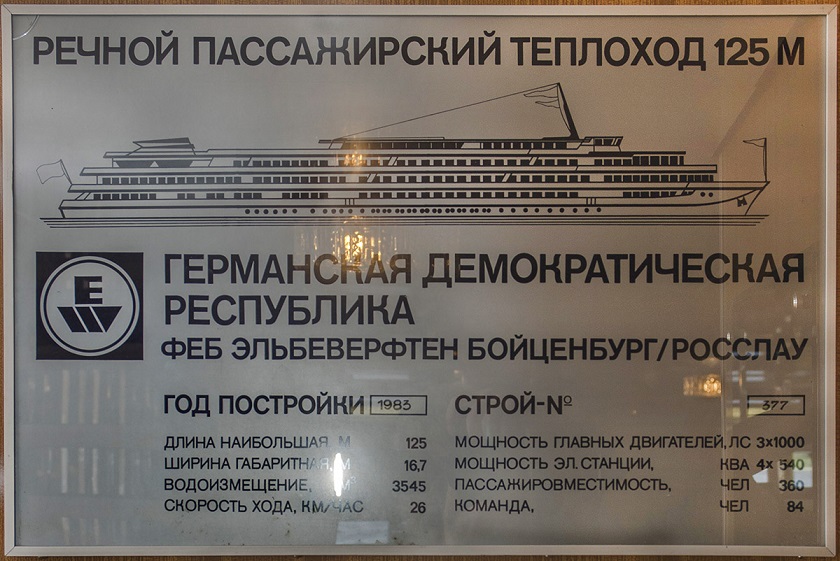 РЕЧНОЙ ПАССАЖИРСКИЙ ТЕПЛОХОД 125 М
E
W
ГЕРМАНСКАЯ ДЕМОКРАТИЧЕСКАЯ
РЕСПУБЛИКА
ФЕБ ЭЛЬБЕВЕРФТЕН БОЙЦЕНБУРГ/РОССЛАУ
ГОД ПОСТРОЙКИ 1983 СТРОЙ-№ 377
ДЛИНА НАИБОЛЬШАЯ, М 125 МОЩНОСТЬ ГЛАВНЫХ ДВИГАТЕЛЕЙ, ЛС 3х1000
ШИРИНА ГАБАРИТНАЯ, М 16,7 МОЩНОСТЬ ЭЛ. СТАНЦИИ, КВА 4х 540
ВОДОИЗМЕЩЕНИЕ, М 3545 ПАССАЖИРОВМЕСТИМОСТЬ, ЧЕЛ 360
СКОРОСТЬ ХОДА, КМ/ЧАС 26 КОМАНДА, ЧЕЛ 84